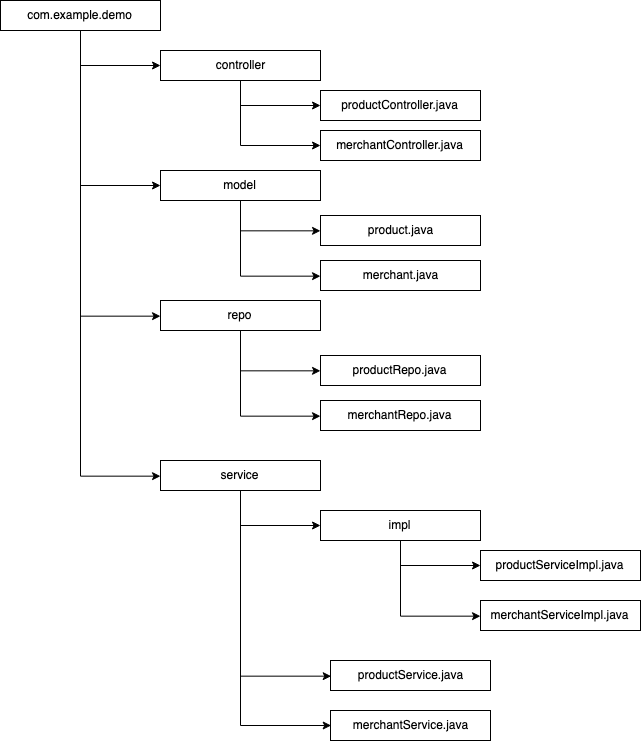 com.example.demo
controller
productController.java
merchantController.java
model
product.java
merchant.java
repo
productRepo.java
merchantRepo.java
service
impl
productServiceImpl.java
merchantServiceImpl.java
productService.java
merchantService.java